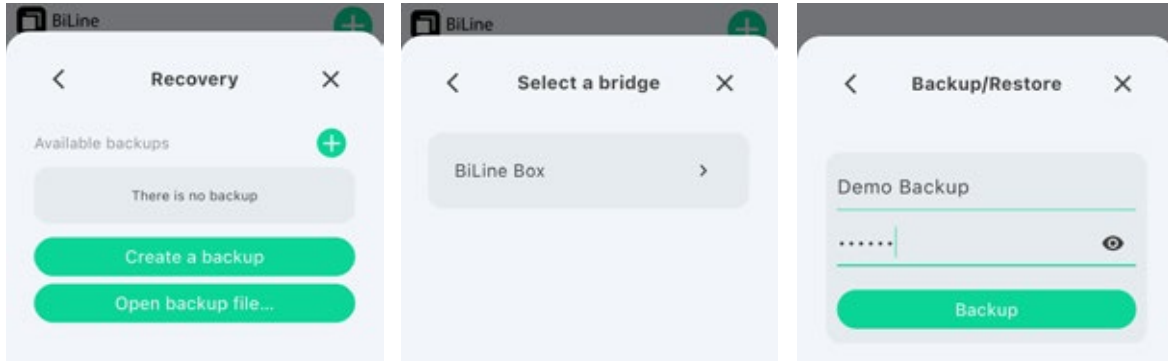 BiLine
Recovery
Available backups
There is no backup
Create a backup
Open backup file...
BiLine
Select a bridge
BiLine Box
Backup/Restore
Demo Backup
••••••
Backup